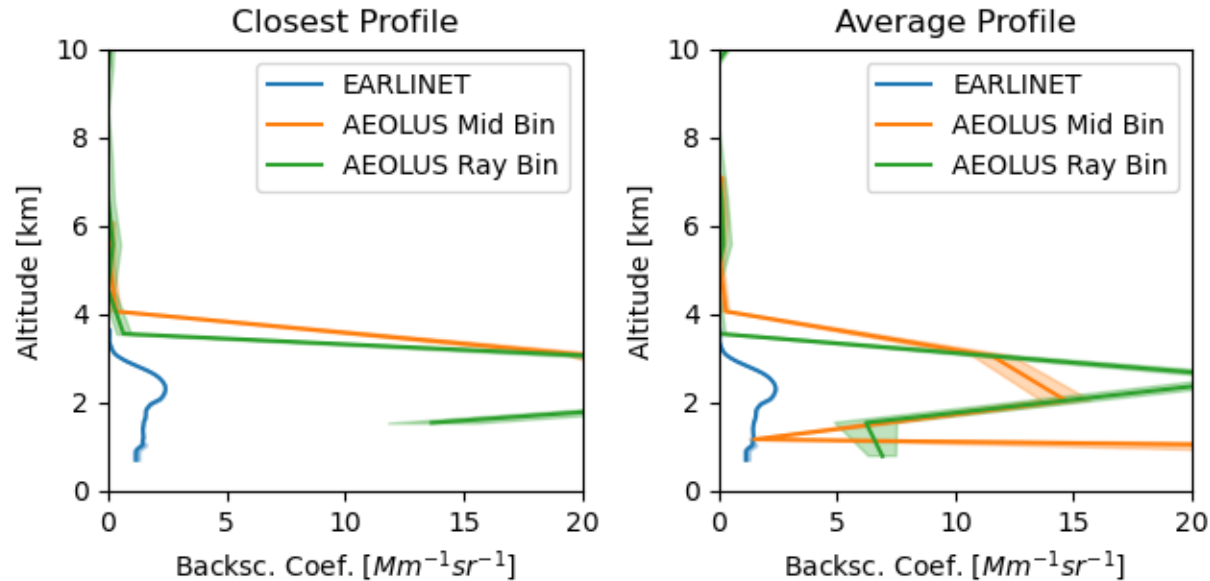 Closest Profile
10
8
6
4
2
0
Altitude [km]
EARLINET
AEOLUS Mid Bin
AEOLUS Ray Bin
0
5
10
15
20
Backsc. Coef. [Mm⁻¹sr⁻¹]
Average Profile
10
8
6
4
2
0
Altitude [km]
EARLINET
AEOLUS Mid Bin
AEOLUS Ray Bin
0
5
10
15
20
Backsc. Coef. [Mm⁻¹sr⁻¹]